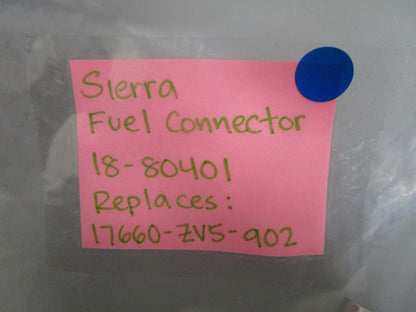 Sierra
Fuel Connector
18-80401
Replaces:
17660-ZV5-902